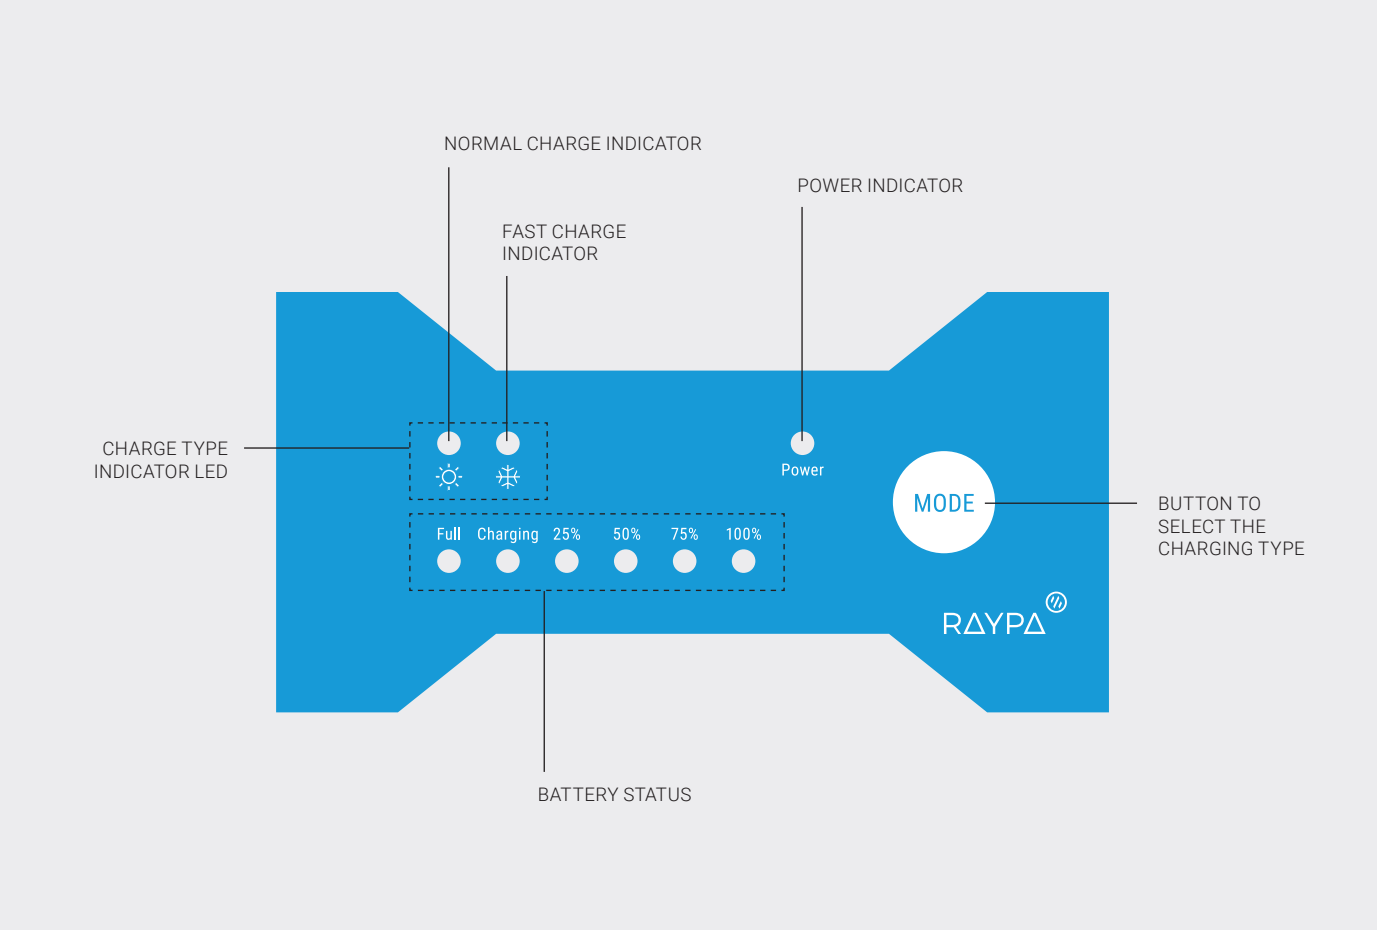 NORMAL CHARGE INDICATOR
POWER INDICATOR
FAST CHARGE
INDICATOR
CHARGE TYPE
INDICATOR LED
Power
MODE
BUTTON TO
SELECT THE
CHARGING TYPE
Full Charging 25% 50% 75% 100%
RAYPA
BATTERY STATUS